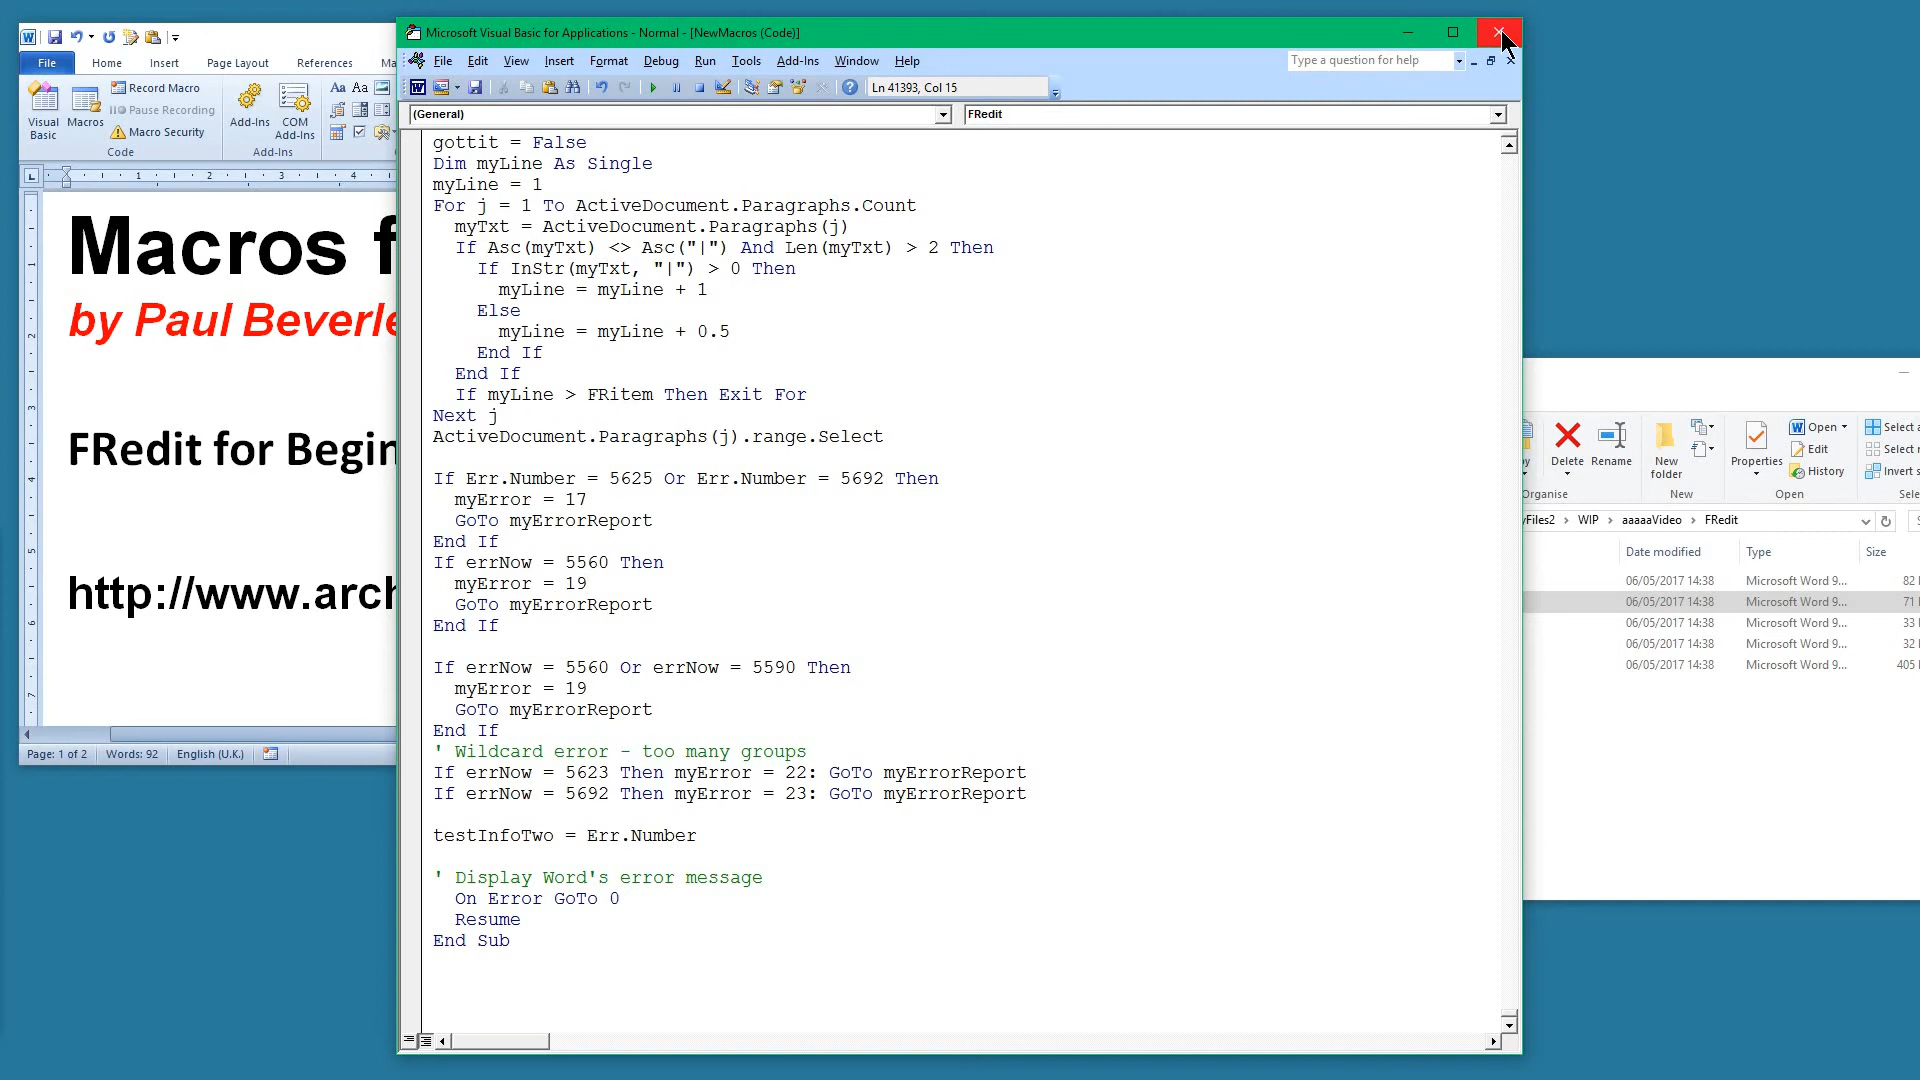 Microsoft Visual Basic for Applications - Normal - [NewMacros (Code)]
File Edit View Insert Format Debug Run Tools Add-Ins Window Help
Type a question for help
Ln 41393, Col 15
(General)
FRedit
gottit = False
Dim myLine As Single
myLine = 1
For j = 1 To ActiveDocument.Paragraphs.Count
myTxt = ActiveDocument.Paragraphs(j)
If Asc(myTxt) <> Asc("|") And Len(myTxt) > 2 Then
If InStr(myTxt, "|") > 0 Then
myLine = myLine + 1
Else
myLine = myLine + 0.5
End If
End If
If myLine > FRitem Then Exit For
Next j
ActiveDocument.Paragraphs(j).range.Select
If Err.Number = 5625 Or Err.Number = 5692 Then
myError = 17
GoTo myErrorReport
End If
If errNow = 5560 Then
myError = 19
GoTo myErrorReport
End If
If errNow = 5560 Or errNow = 5590 Then
myError = 19
GoTo myErrorReport
End If
' Wildcard error - too many groups
If errNow = 5623 Then myError = 22: GoTo myErrorReport
If errNow = 5692 Then myError = 23: GoTo myErrorReport
testInfoTwo = Err.Number
' Display Word's error message
On Error GoTo 0
Resume
End Sub
File Home Insert Page Layout References Ma
Visual Basic
Macros
Record Macro
Pause Recording
Macro Security
Code
Add-Ins
COM Add-Ins
Add-Ins
Macros f
by Paul Beverle
FRedit for Begin
http://www.arch
Page: 1 of 2 Words: 92 English (U.K.)
Delete
Rename
New folder
Properties
Open
Edit
History
Select a
Select
Invert s
Organise New Open Sele
Files2 > WIP > aaaaaVideo > FRedit
Date modified Type Size
06/05/2017 14:38 Microsoft Word 9... 82
06/05/2017 14:38 Microsoft Word 9... 71
06/05/2017 14:38 Microsoft Word 9... 33
06/05/2017 14:38 Microsoft Word 9... 32
06/05/2017 14:38 Microsoft Word 9... 405